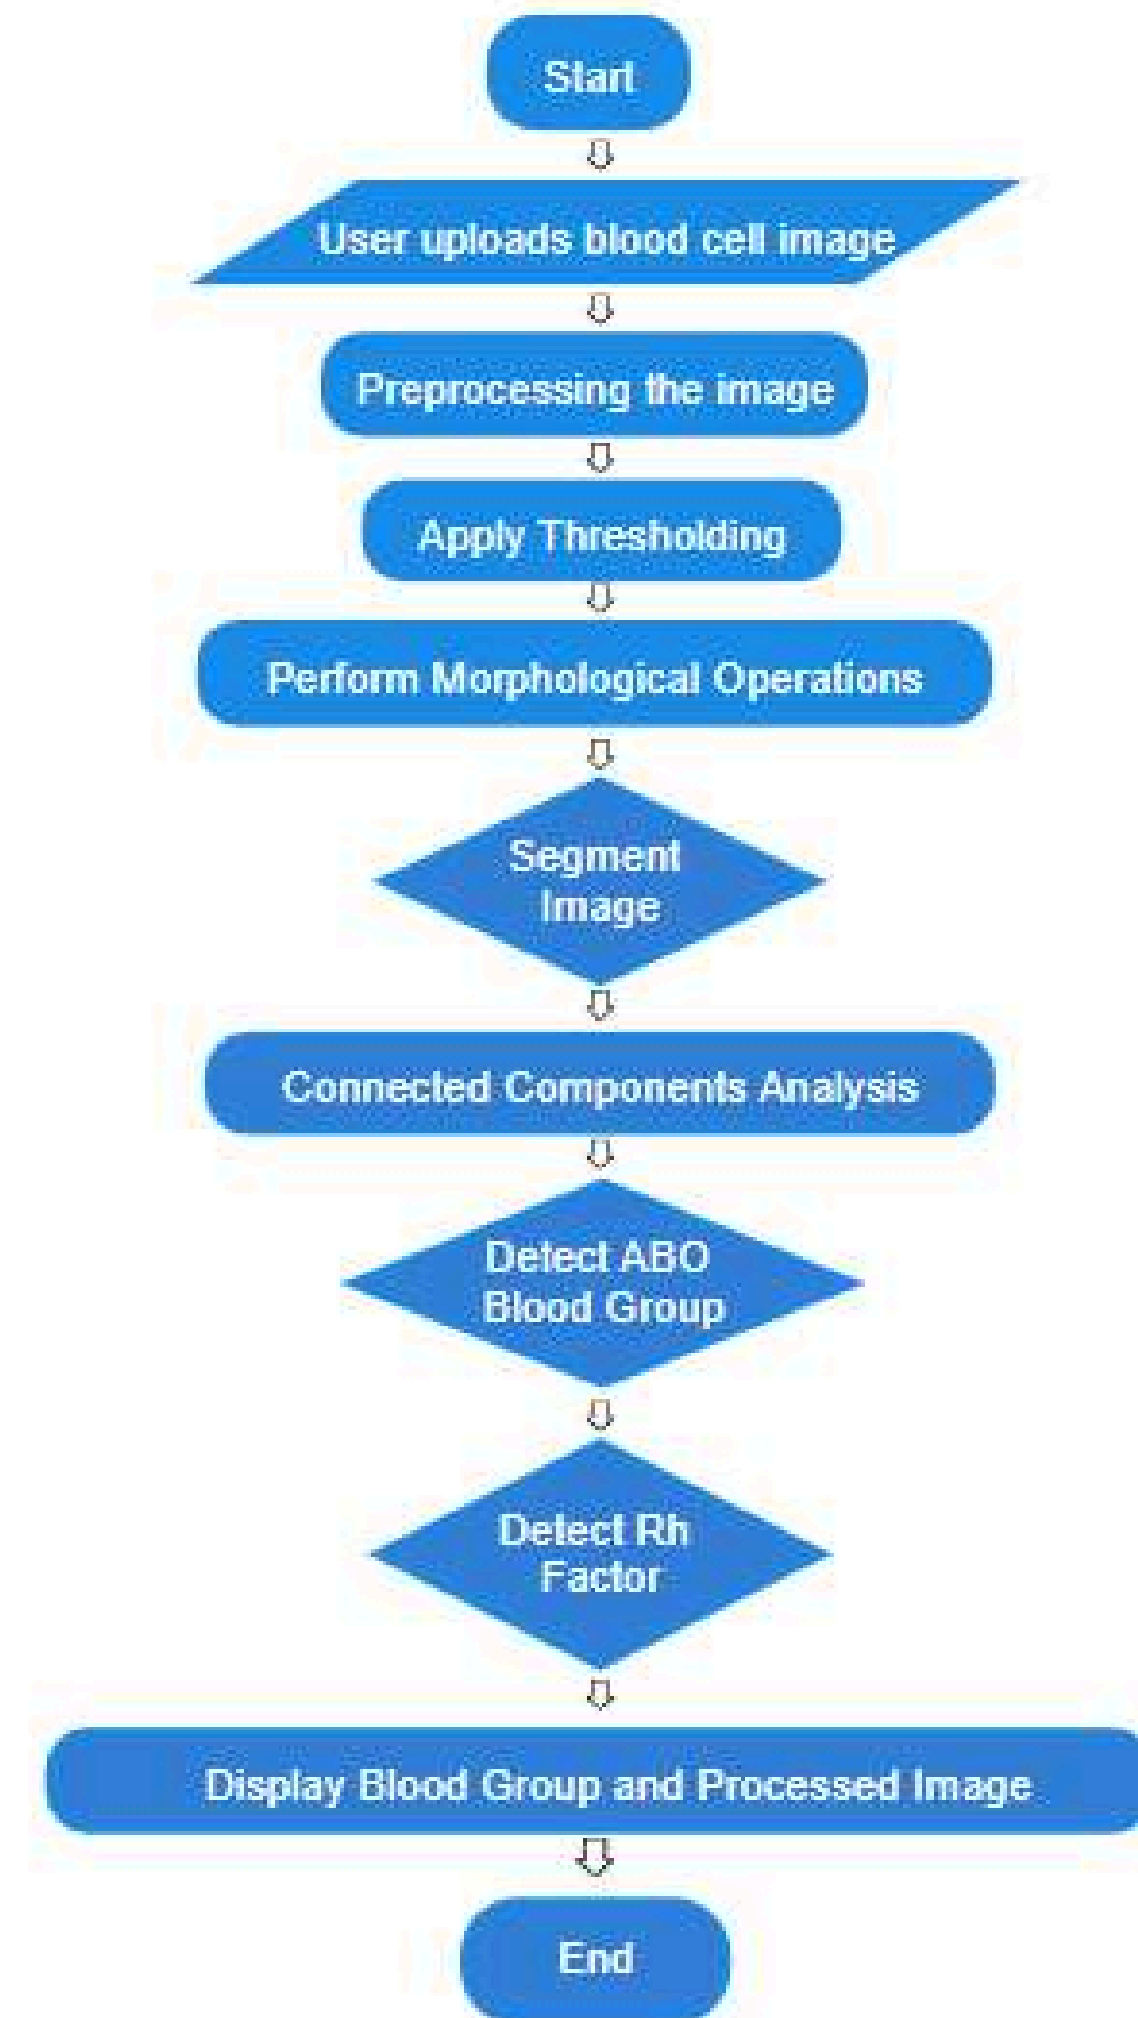 Start
User uploads blood cell image
Preprocessing the image
Apply Thresholding
Perform Morphological Operations
Segment
Image
Connected Components Analysis
Detect ABO
Blood Group
Detect Rh
Factor
Display Blood Group and Processed Image
End